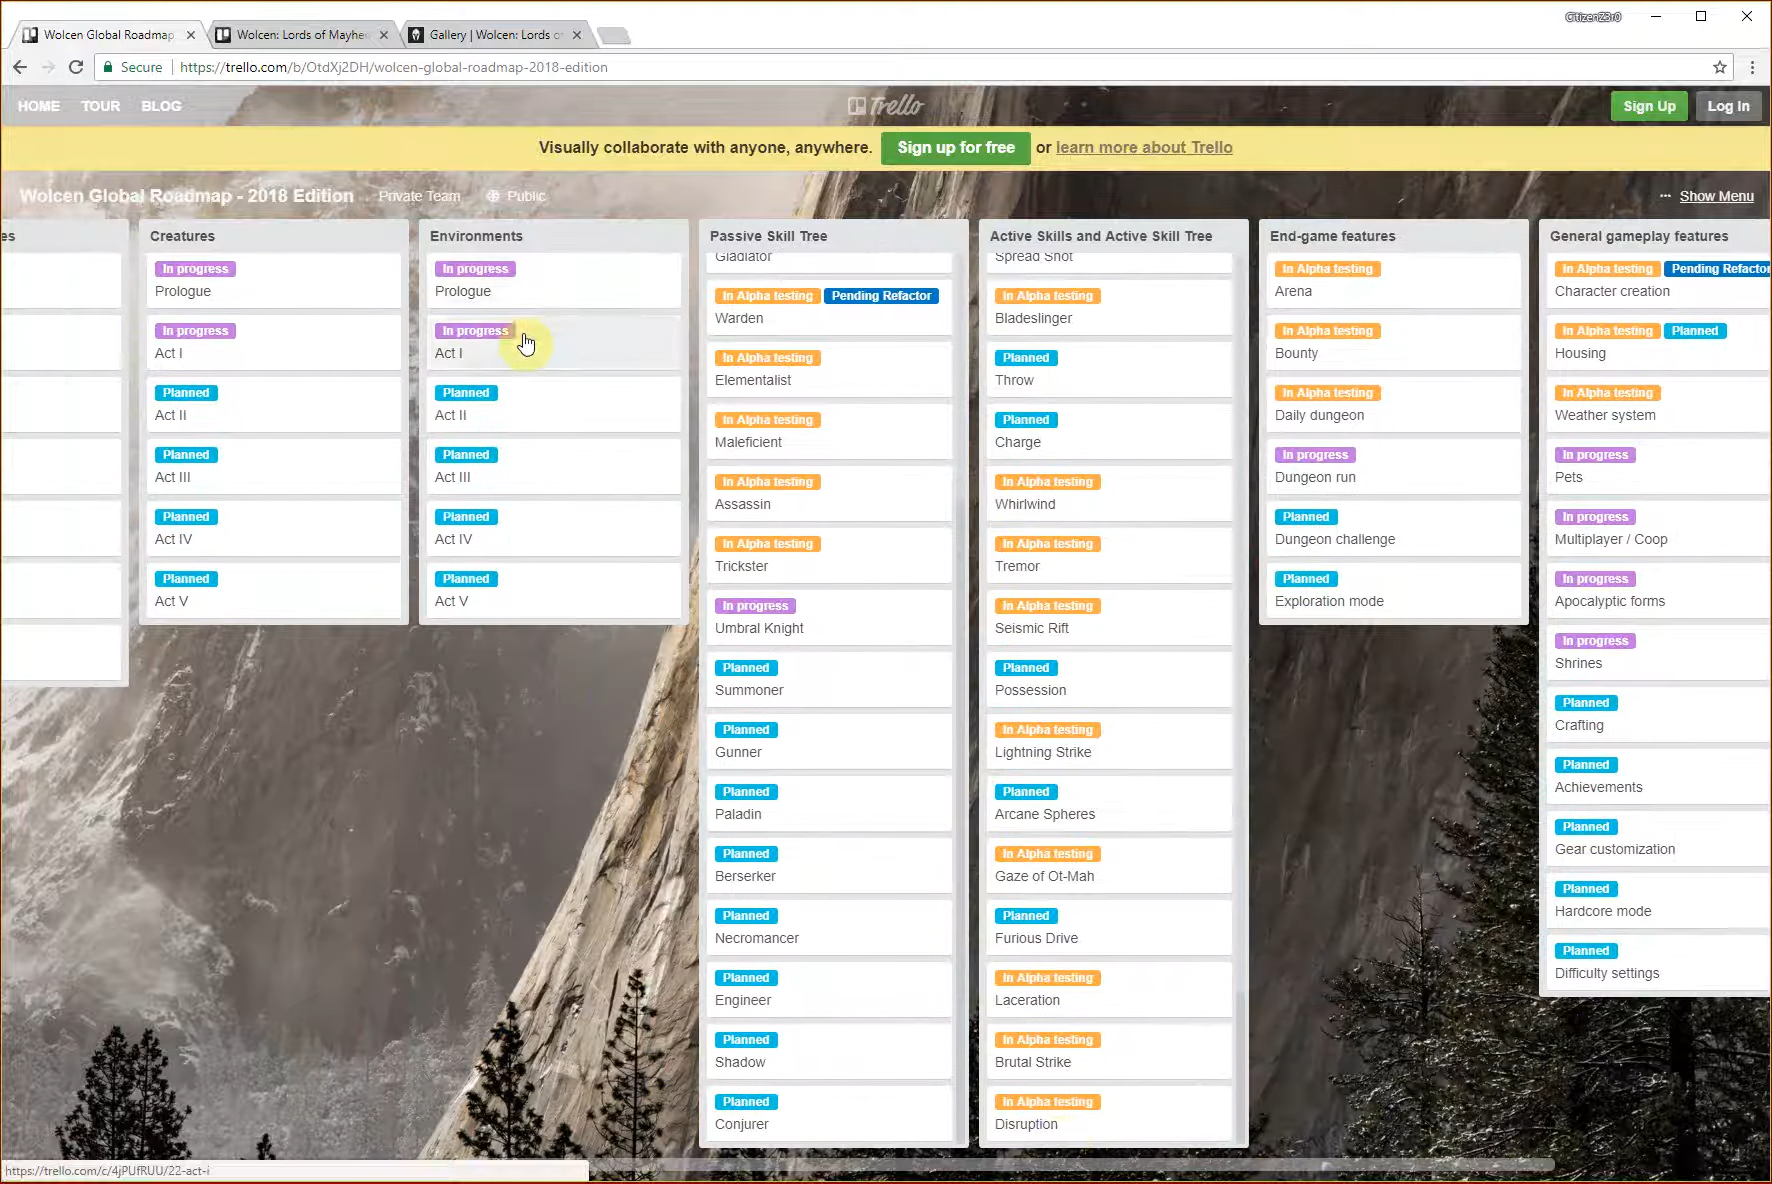 CitizenZ3r0
Wolcen Global Roadmap
Wolcen: Lords of Mayhe
Gallery | Wolcen: Lords o
Secure
https://trello.com/b/OtdXj2DH/wolcen-global-roadmap-2018-edition
HOME
TOUR
BLOG
Trello
Sign Up
Log In
Visually collaborate with anyone, anywhere.
Sign up for free
or learn more about Trello
Wolcen Global Roadmap - 2018 Edition
Private Team
Public
··· Show Menu
es
Creatures
In progress
Prologue
In progress
Act I
Planned
Act II
Planned
Act III
Planned
Act IV
Planned
Act V
Environments
In progress
Prologue
In progress
Act I
Planned
Act II
Planned
Act III
Planned
Act IV
Planned
Act V
Passive Skill Tree
Gladiator
In Alpha testing Pending Refactor
Warden
In Alpha testing
Elementalist
In Alpha testing
Maleficient
In Alpha testing
Assassin
In Alpha testing
Trickster
In progress
Umbral Knight
Planned
Summoner
Planned
Gunner
Planned
Paladin
Planned
Berserker
Planned
Necromancer
Planned
Engineer
Planned
Shadow
Planned
Conjurer
Active Skills and Active Skill Tree
Spread Shot
In Alpha testing
Bladeslinger
Planned
Throw
Planned
Charge
In Alpha testing
Whirlwind
In Alpha testing
Tremor
In Alpha testing
Seismic Rift
Planned
Possession
In Alpha testing
Lightning Strike
Planned
Arcane Spheres
In Alpha testing
Gaze of Ot-Mah
Planned
Furious Drive
In Alpha testing
Laceration
In Alpha testing
Brutal Strike
In Alpha testing
Disruption
End-game features
In Alpha testing
Arena
In Alpha testing
Bounty
In Alpha testing
Daily dungeon
In progress
Dungeon run
Planned
Dungeon challenge
Planned
Exploration mode
General gameplay features
In Alpha testing Pending Refacto
Character creation
In Alpha testing Planned
Housing
In Alpha testing
Weather system
In progress
Pets
In progress
Multiplayer / Coop
In progress
Apocalyptic forms
In progress
Shrines
Planned
Crafting
Planned
Achievements
Planned
Gear customization
Planned
Hardcore mode
Planned
Difficulty settings
https://trello.com/c/4jPUfRUU/22-act-i